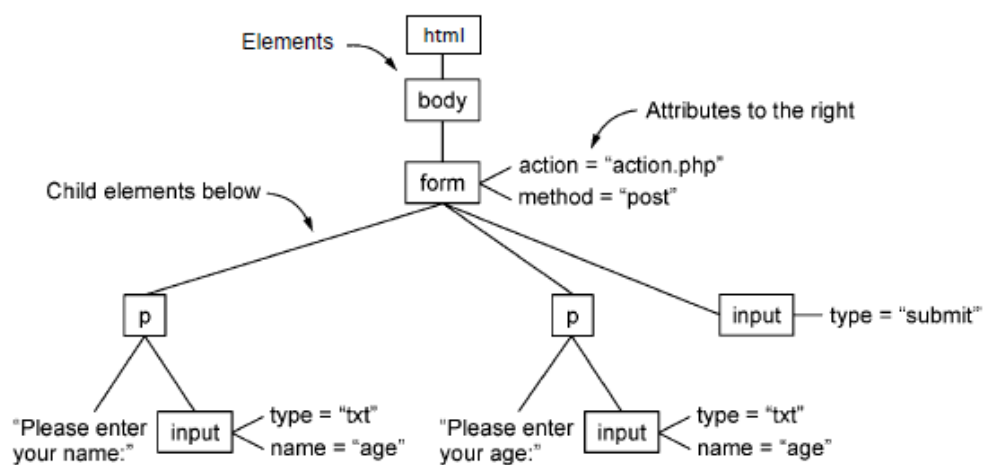 html
Elements
body
Attributes to the right
action = “action.php”
form
method = “post”
Child elements below
p
p
input
type = “submit”
“Please enter
your name:”
input
type = “txt”
name = “age”
“Please enter
your age:”
input
type = “txt”
name = “age”